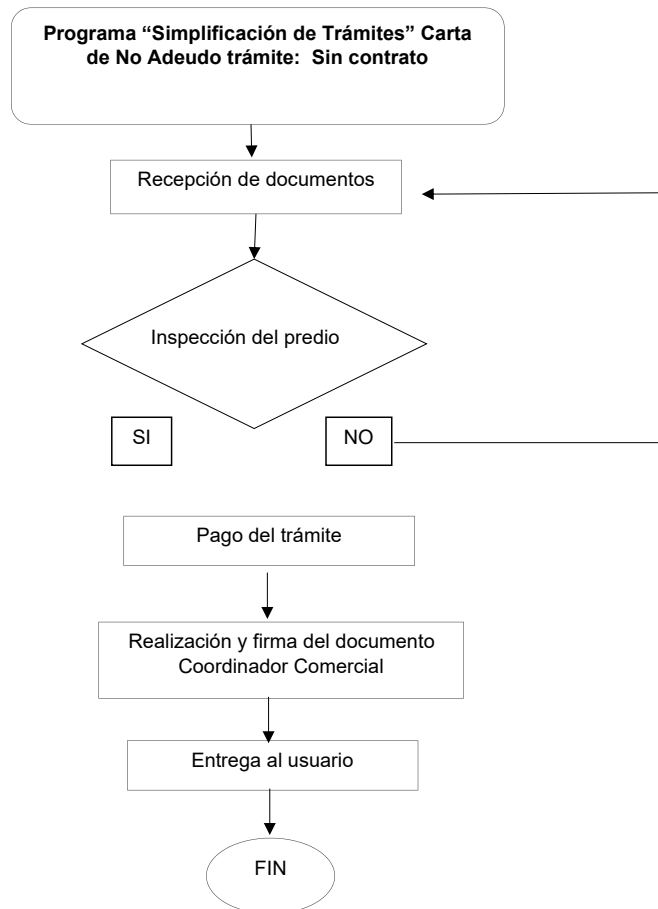 Programa “Simplificación de Trámites” Carta
de No Adeudo trámite: Sin contrato
Recepción de documentos
Inspección del predio
SI
NO
Pago del trámite
Realización y firma del documento
Coordinador Comercial
Entrega al usuario
FIN